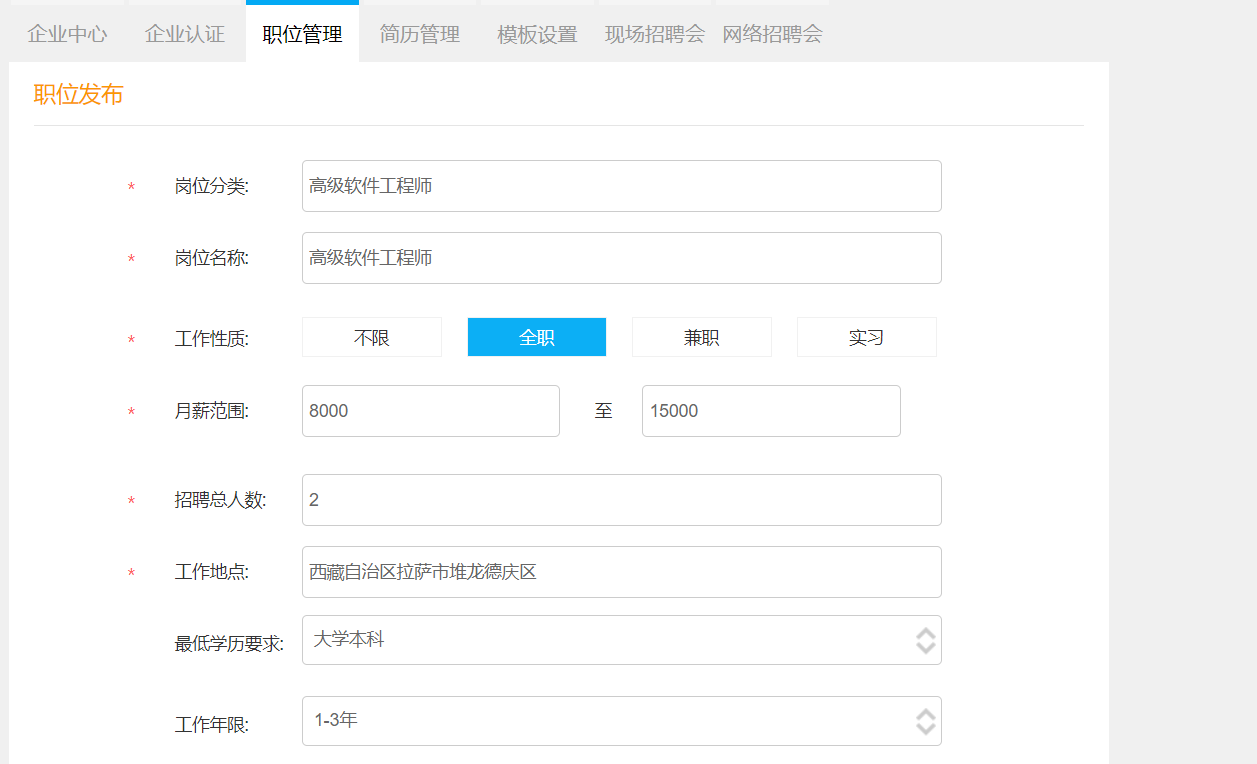 企业中心 企业认证 职位管理 简历管理 模板设置 现场招聘会 网络招聘会
职位发布
* 岗位分类: 高级软件工程师
* 岗位名称: 高级软件工程师
* 工作性质: 不限 全职 兼职 实习
* 月薪范围: 8000 至 15000
* 招聘总人数: 2
* 工作地点: 西藏自治区拉萨市堆龙德庆区
最低学历要求: 大学本科
工作年限: 1-3年